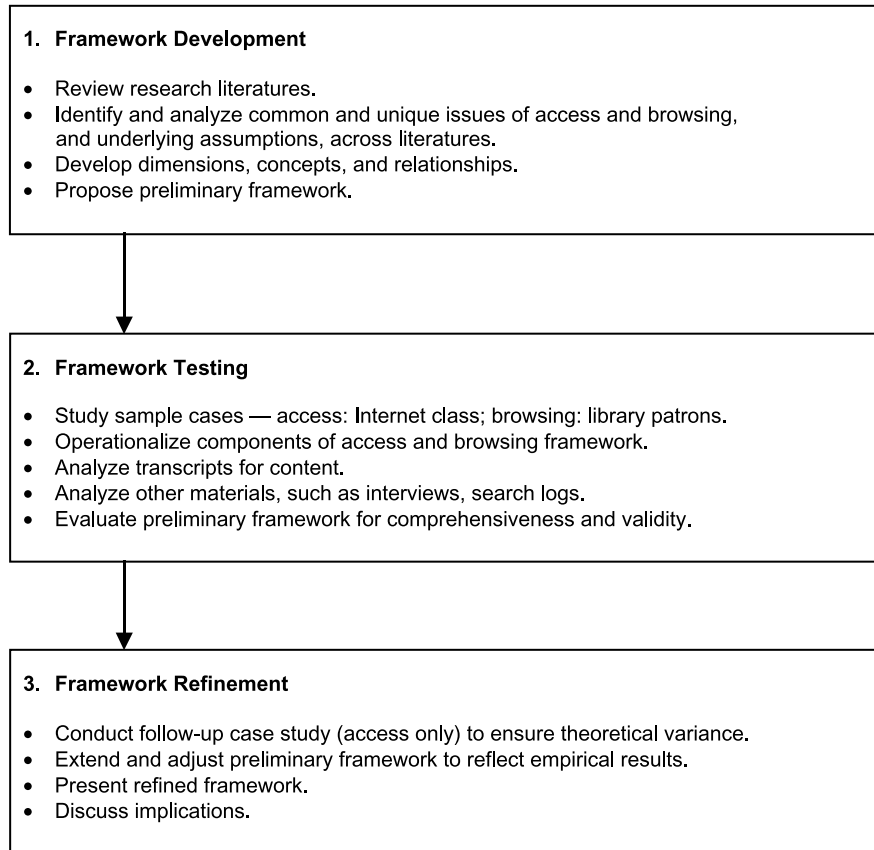 1. Framework Development
• Review research literatures.
• Identify and analyze common and unique issues of access and browsing,
and underlying assumptions, across literatures.
• Develop dimensions, concepts, and relationships.
• Propose preliminary framework.
2. Framework Testing
• Study sample cases — access: Internet class; browsing: library patrons.
• Operationalize components of access and browsing framework.
• Analyze transcripts for content.
• Analyze other materials, such as interviews, search logs.
• Evaluate preliminary framework for comprehensiveness and validity.
3. Framework Refinement
• Conduct follow-up case study (access only) to ensure theoretical variance.
• Extend and adjust preliminary framework to reflect empirical results.
• Present refined framework.
• Discuss implications.